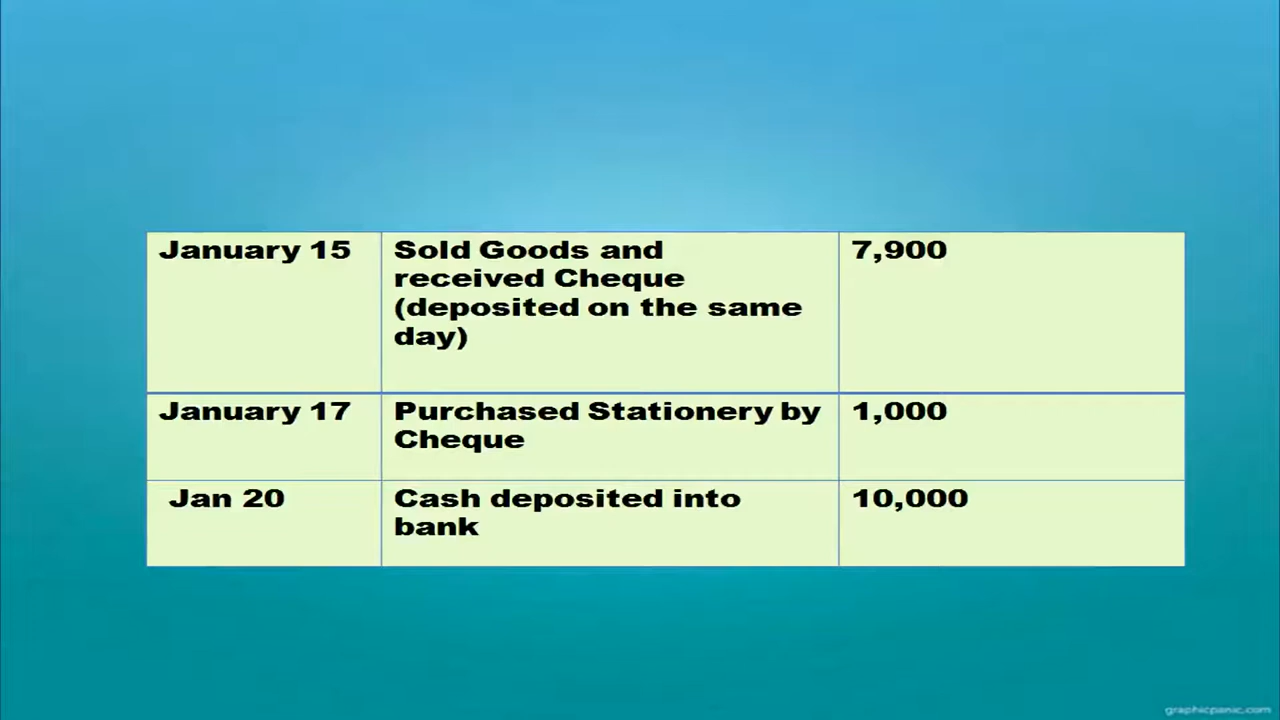 January 15
Sold Goods and
received Cheque
(deposited on the same
day)
7,900
January 17
Purchased Stationery by
Cheque
1,000
Jan 20
Cash deposited into
bank
10,000
graphicpanic.com